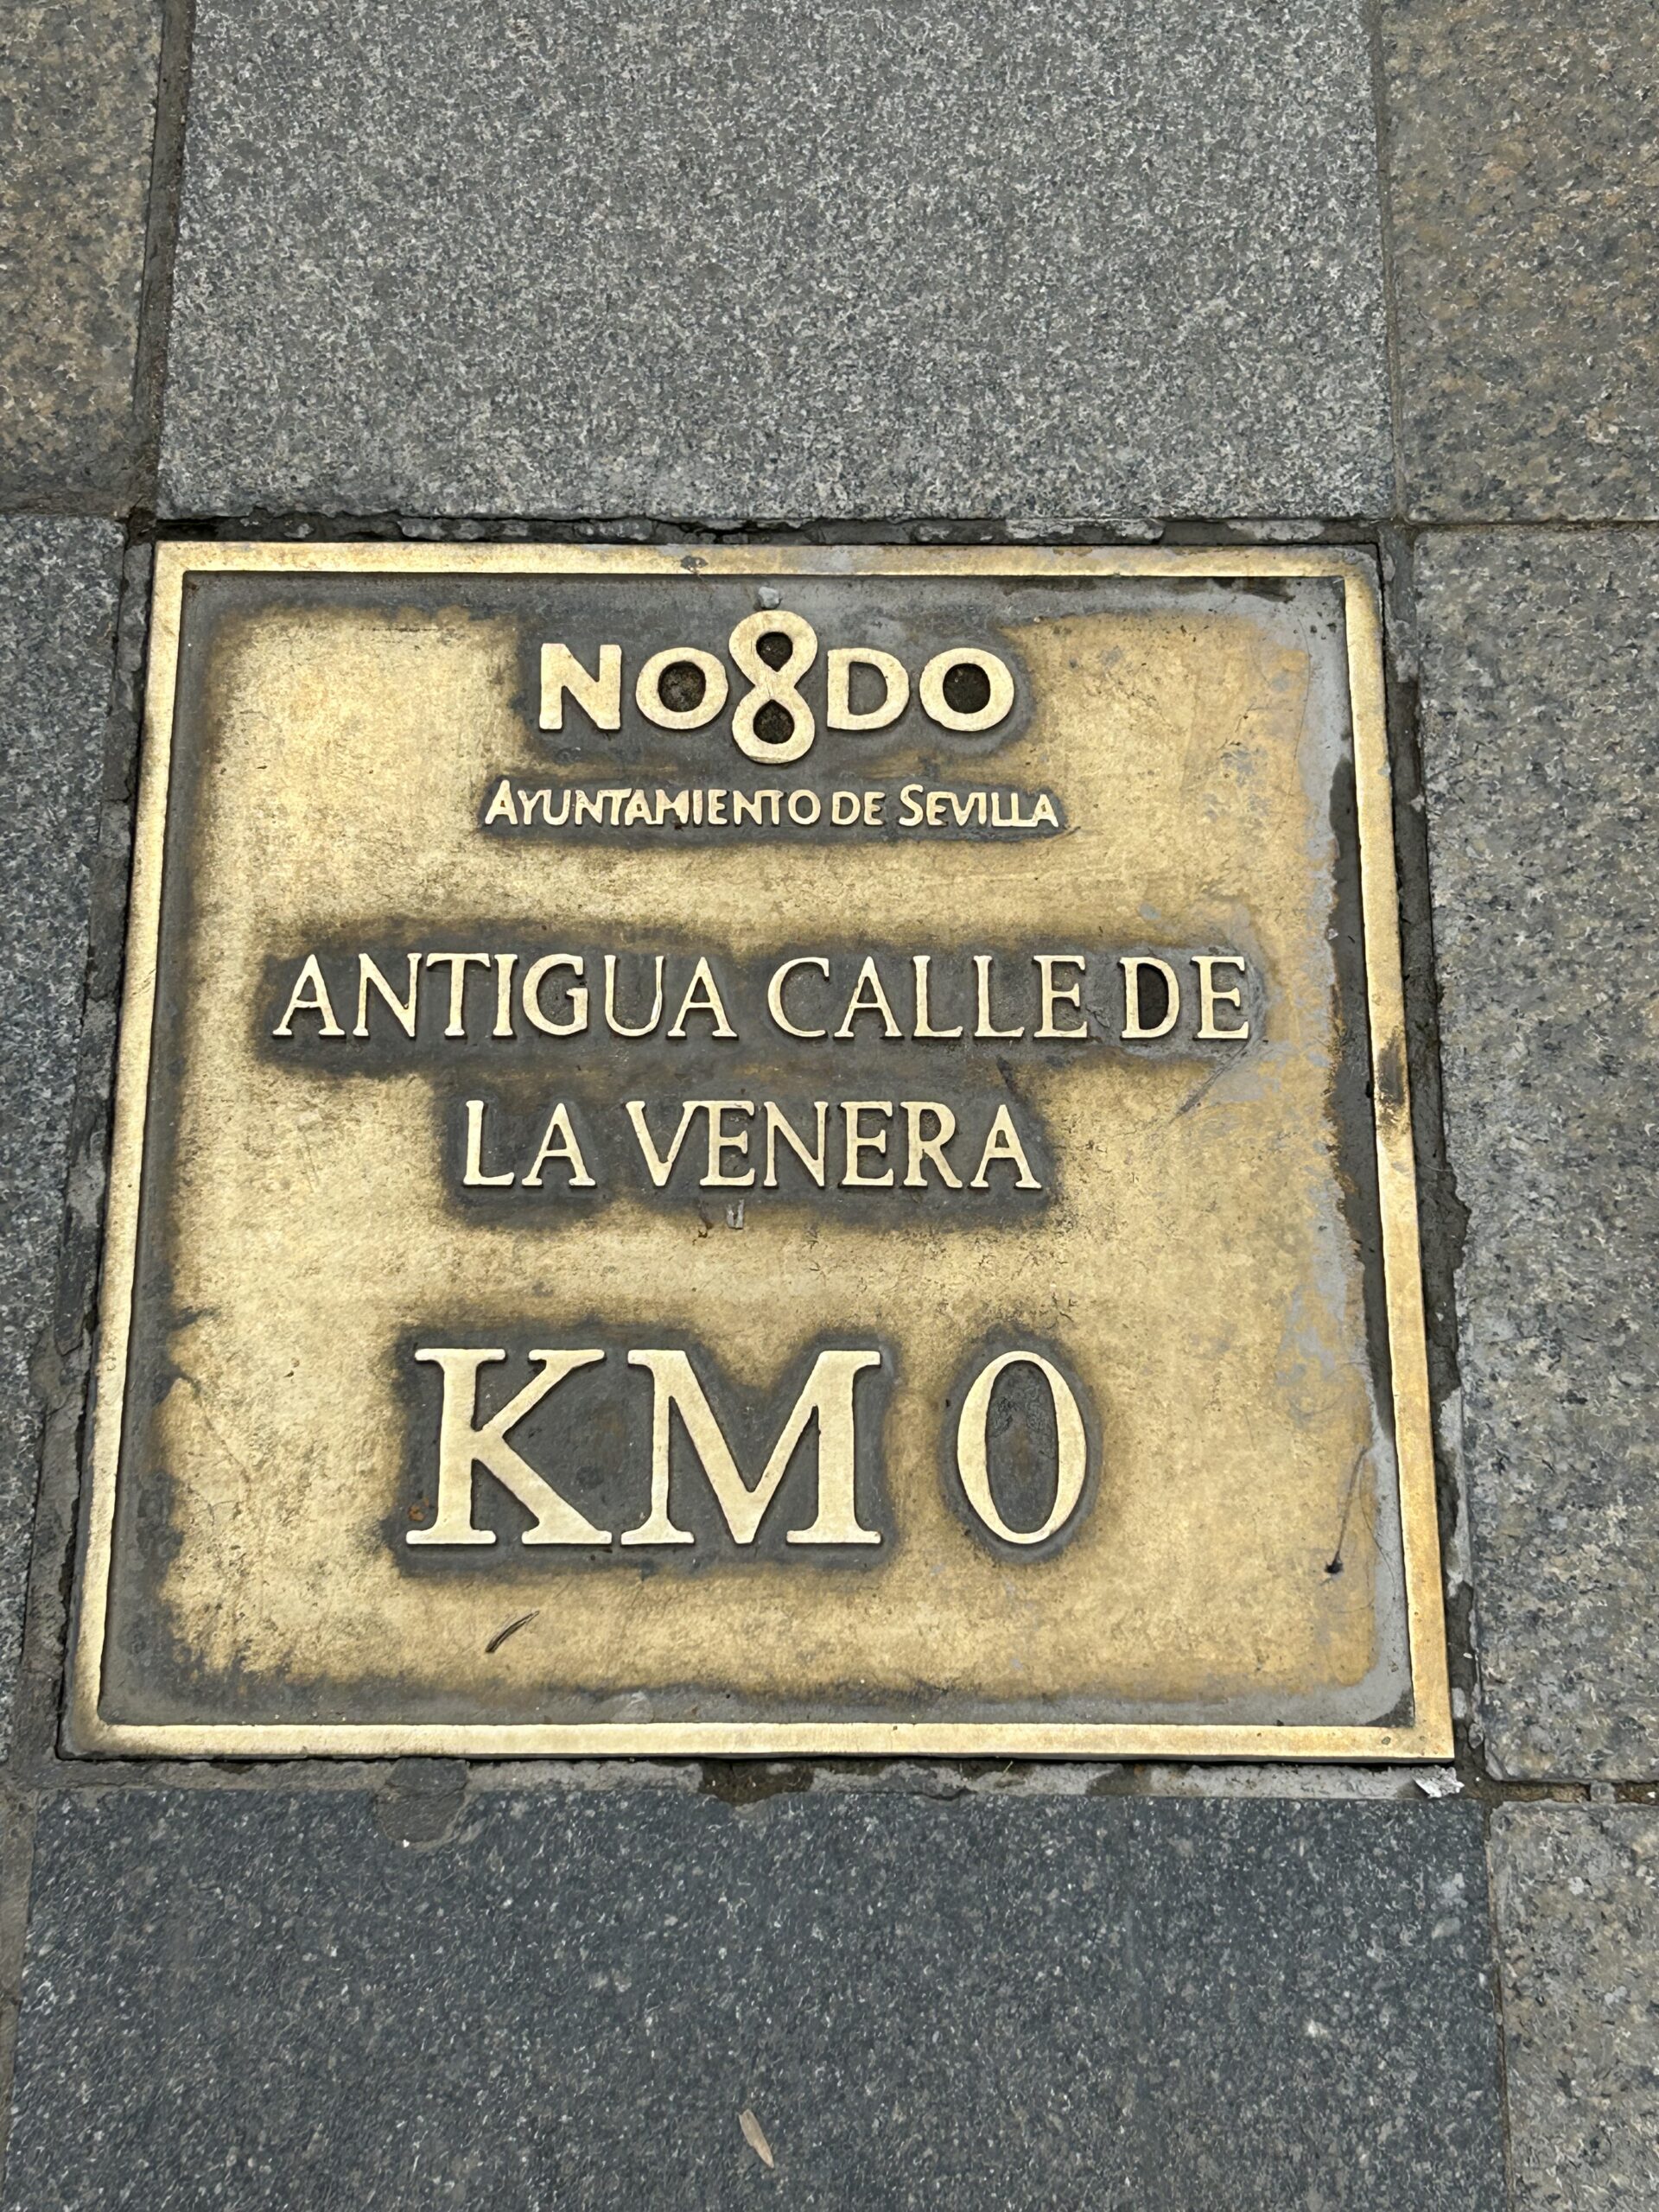 NO8DO
AYUNTAMIENTO DE SEVILLA
ANTIGUA CALLE DE
LA VENERA
KM 0